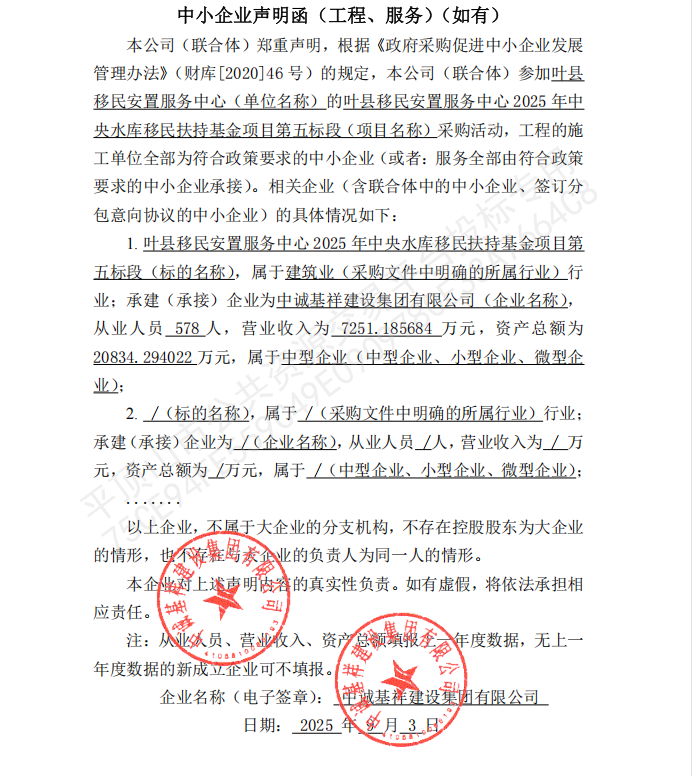 中小企业声明函（工程、服务）（如有）
本公司（联合体）郑重声明，根据《政府采购促进中小企业发展
管理办法》（财库[2020]46 号）的规定，本公司（联合体）参加叶县
移民安置服务中心（单位名称）的叶县移民安置服务中心 2025 年中
央水库移民扶持基金项目第五标段（项目名称）采购活动，工程的施
工单位全部为符合政策要求的中小企业（或者：服务全部由符合政策
要求的中小企业承接）。相关企业（含联合体中的中小企业、签订分
包意向协议的中小企业）的具体情况如下：
1. 叶县移民安置服务中心 2025 年中央水库移民扶持基金项目第
五标段（标的名称），属于建筑业（采购文件中明确的所属行业）行
业；承建（承接）企业为中诚基祥建设集团有限公司（企业名称），
从业人员 578 人，营业收入为 7251.185684 万元，资产总额为
20834.294022 万元，属于中型企业（中型企业、小型企业、微型企
业）；
2. /（标的名称），属于 /（采购文件中明确的所属行业）行业；
承建（承接）企业为 /（企业名称），从业人员 /人，营业收入为 / 万
元，资产总额为 /万元，属于 /（中型企业、小型企业、微型企业）；
.......
以上企业，不属于大企业的分支机构，不存在控股股东为大企业
的情形，也不存在与大企业的负责人为同一人的情形。
本企业对上述声明内容的真实性负责。如有虚假，将依法承担相
应责任。
注：从业人员、营业收入、资产总额填报上一年度数据，无上一
年度数据的新成立企业可不填报。
企业名称（电子签章）：中诚基祥建设集团有限公司
日期： 2025 年 9 月 3 日
中诚基祥建设集团有限公司
中诚基祥建设集团有限公司